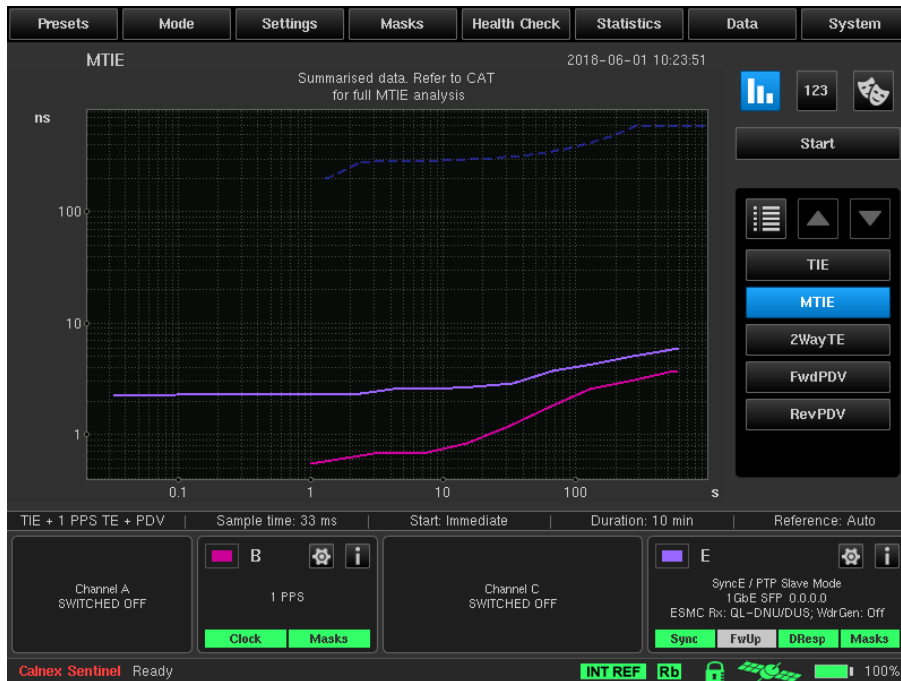 Presets Mode Settings Masks Health Check Statistics Data System
MTIE 2018-06-01 10:23:51
Summarised data. Refer to CAT
for full MTIE analysis
123
ns
Start
100
TIE
MTIE
10
2WayTE
FwdPDV
RevPDV
1
0.1 1 10 100 s
TIE + 1 PPS TE + PDV | Sample time: 33 ms | Start: Immediate | Duration: 10 min | Reference: Auto
B i E i
Channel A
SWITCHED OFF
1 PPS
Channel C
SWITCHED OFF
SyncE / PTP Slave Mode
1GbE SFP 0.0.0.0
ESMC Rx: QL-DNU/DUS; WdrGen: Off
Clock Masks Sync FwUp DResp Masks
Calnex Sentinel Ready INT REF Rb 100%